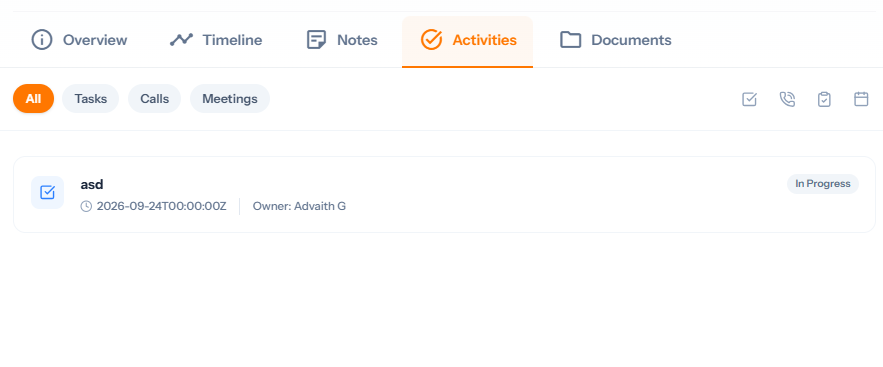 Overview Timeline Notes Activities Documents
All Tasks Calls Meetings
asd
In Progress
2026-09-24T00:00:00Z Owner: Advaith G